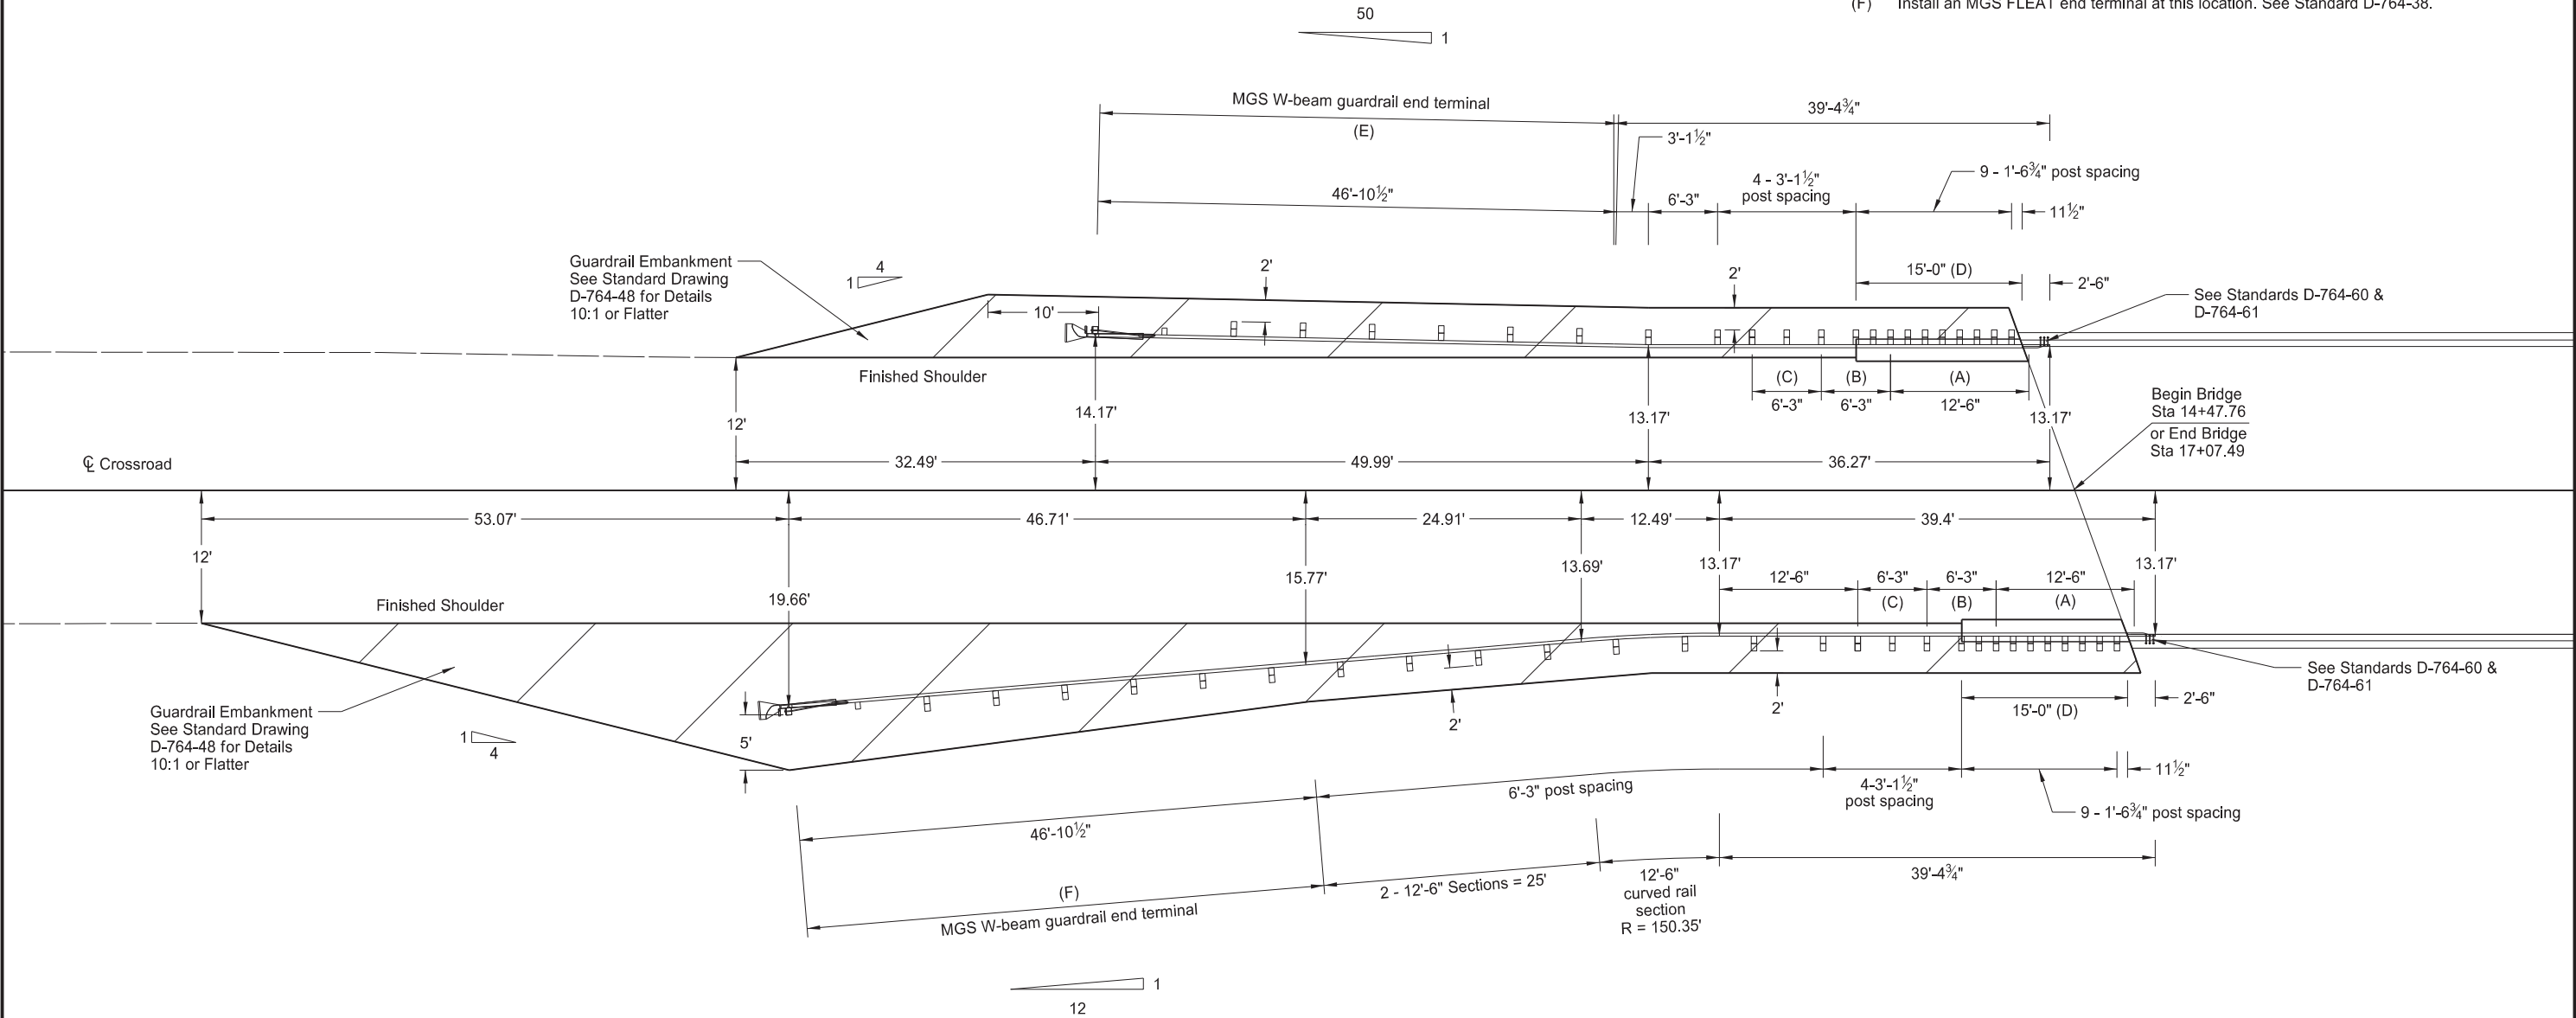 (F) Install an MGS FLEAT end terminal at this location. See Standard D-764-38.
50
1
MGS W-beam guardrail end terminal
(E)
39'-4¾"
3'-1½"
46'-10½"
6'-3"
4 - 3'-1½"
post spacing
9 - 1'-6¾" post spacing
11½"
Guardrail Embankment
See Standard Drawing
D-764-48 for Details
10:1 or Flatter
4
1
2'
2'
15'-0" (D)
2'-6"
See Standards D-764-60 &
D-764-61
10'
Finished Shoulder
(C)
(B)
(A)
6'-3"
6'-3"
12'-6"
12'
14.17'
13.17'
13.17'
Begin Bridge
Sta 14+47.76
or End Bridge
Sta 17+07.49
℄ Crossroad
32.49'
49.99'
36.27'
53.07'
46.71'
24.91'
12.49'
39.4'
12'
19.66'
15.77'
13.69'
13.17'
13.17'
12'-6"
6'-3"
6'-3"
12'-6"
(C)
(B)
(A)
Finished Shoulder
See Standards D-764-60 &
D-764-61
Guardrail Embankment
See Standard Drawing
D-764-48 for Details
10:1 or Flatter
1
4
5'
2'
2'
15'-0" (D)
2'-6"
11½"
6'-3" post spacing
4-3'-1½"
post spacing
9 - 1'-6¾" post spacing
46'-10½"
(F)
MGS W-beam guardrail end terminal
2 - 12'-6" Sections = 25'
12'-6"
curved rail
section
R = 150.35'
39'-4¾"
1
12